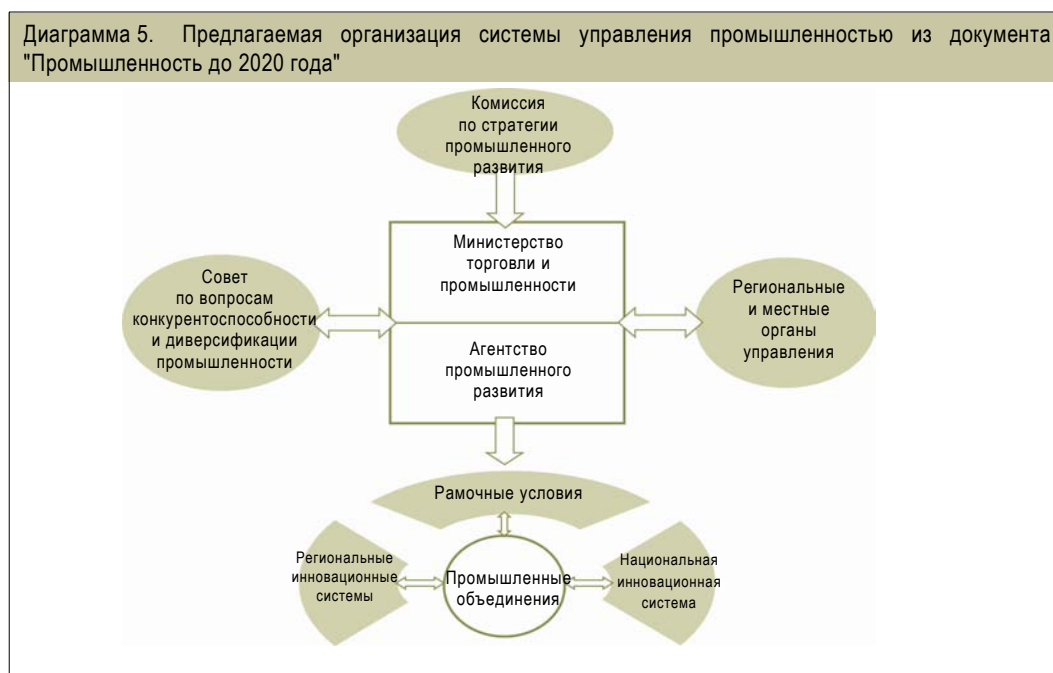 Диаграмма 5. Предлагаемая организация системы управления промышленностью из документа
"Промышленность до 2020 года"
Комиссия
по стратегии
промышленного
развития
Министерство
торговли и
промышленности
Совет
по вопросам
конкурентоспособности
и диверсификации
промышленности
Региональные
и местные
органы
управления
Агентство
промышленного
развития
Рамочные условия
Региональные
инновационные
системы
Промышленные
объединения
Национальная
инновационная
система